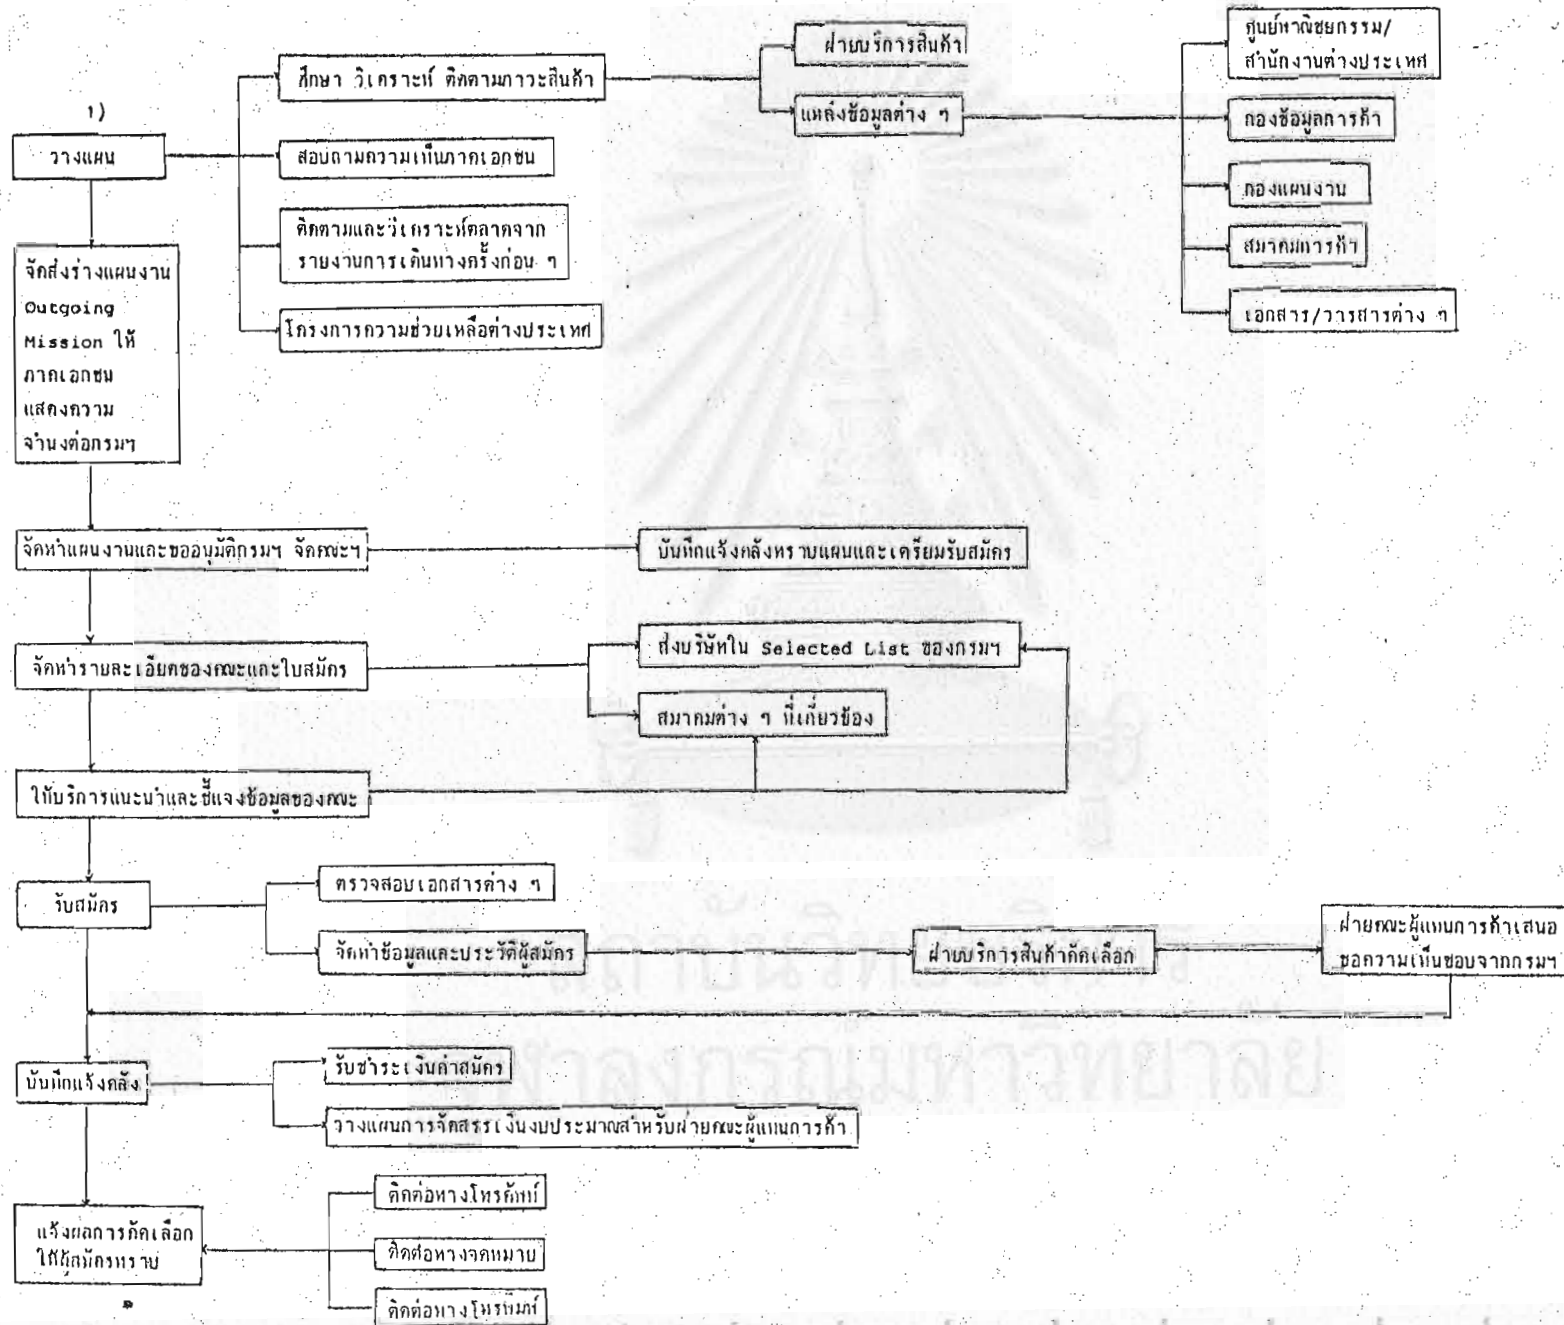 1)
วางแผน
ศึกษา วิเคราะห์ ติดตามภาวะสินค้า
สอบถามความเห็นภาคเอกชน
ติดตามและวิเคราะห์ตลาดจาก
รายงานการเดินทางครั้งก่อน ๆ
โครงการความช่วยเหลือต่างประเทศ
ฝ่ายบริการสินค้า
แหล่งข้อมูลต่าง ๆ
ศูนย์พาณิชยกรรม/
สำนักงานต่างประเทศ
กองข้อมูลการค้า
กองแผนงาน
สมาคมการค้า
เอกสาร/วารสารต่าง ๆ
จัดส่งร่างแผนงาน
Outgoing
Mission ให้
ภาคเอกชน
แสดงความ
จำนงต่อกรมฯ
จัดทำแผนงานและขออนุมัติกรมฯ จัดคณะฯ
บันทึกแจ้งคลังทราบแผนและเตรียมรับสมัคร
จัดทำรายละเอียดของคณะและใบสมัคร
ส่งบริษัทใน Selected List ของกรมฯ
สมาคมต่าง ๆ ที่เกี่ยวข้อง
ให้บริการแนะนำและชี้แจงข้อมูลของคณะ
รับสมัคร
ตรวจสอบเอกสารต่าง ๆ
จัดทำข้อมูลและประวัติผู้สมัคร
ฝ่ายบริการสินค้าคัดเลือก
ฝ่ายคณะผู้แทนการค้าเสนอ
ขอความเห็นชอบจากกรมฯ
บันทึกแจ้งคลัง
รับชำระเงินค่าสมัคร
วางแผนการจัดสรรเงินงบประมาณสำหรับฝ่ายคณะผู้แทนการค้า
แจ้งผลการคัดเลือก
ให้ผู้สมัครทราบ
ติดต่อทางโทรศัพท์
ติดต่อทางจดหมาย
ติดต่อทางโทรพิมพ์
สถาบันวิทยบริการ
จุฬาลงกรณ์มหาวิทยาลัย